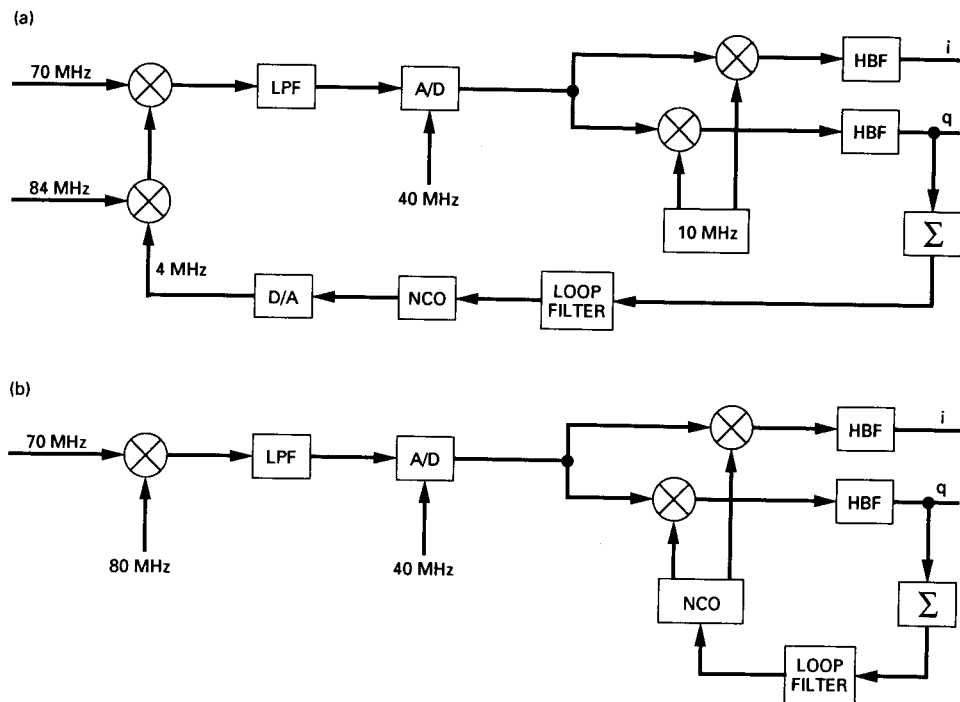 (a)
70 MHz
LPF
A/D
HBF
i
HBF
q
84 MHz
40 MHz
10 MHz
Σ
4 MHz
D/A
NCO
LOOP
FILTER
(b)
70 MHz
LPF
A/D
HBF
i
HBF
q
80 MHz
40 MHz
NCO
Σ
LOOP
FILTER